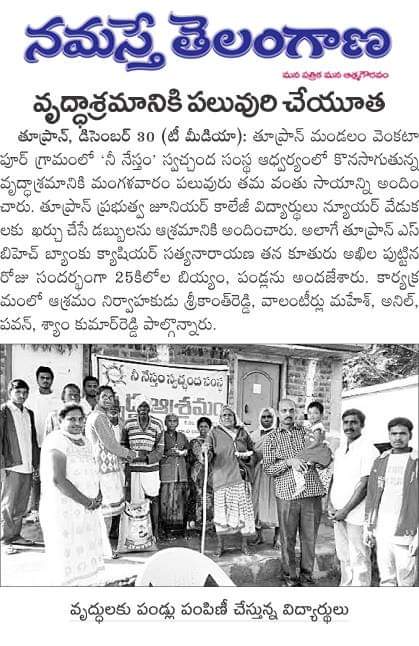 నమస్తే తెలంగాణ
మన పత్రిక మన ఆత్మగౌరవం
వృద్ధాశ్రమానికి పలువురి చేయూత
తూప్రాన్, డిసెంబర్ 30 (టీ మీడియా): తూప్రాన్ మండలం వెంకటా
పూర్ గ్రామంలో ‘నీ నేస్తం’ స్వచ్చంద సంస్థ ఆధ్వర్యంలో కొనసాగుతున్న
వృద్ధాశ్రమానికి మంగళవారం పలువురు తమ వంతు సాయాన్ని అందిం
చారు. తూప్రాన్ ప్రభుత్వ జూనియర్ కాలేజీ విద్యార్థులు న్యూయర్ వేడుక
లకు ఖర్చు చేసే డబ్బులను ఆశ్రమానికి అందించారు. అలాగే తూప్రాన్ ఎస్
బిహెచ్ బ్యాంకు క్యాషియర్ సత్యనారాయణ తన కూతురు అఖిల పుట్టిన
రోజు సందర్భంగా 25కిలోల బియ్యం, పండ్లను అందజేశారు. కార్యక్ర
మంలో ఆశ్రమం నిర్వాహకుడు శ్రీకాంత్‌రెడ్డి, వాలంటీర్లు మహేశ్, అనిల్,
పవన్, శ్యాం కుమార్‌రెడ్డి పాల్గొన్నారు.
నీ నేస్తం స్వచ్ఛంద సంస్థ
వృద్ధ ఆశ్రమం
వృద్ధులకు పండ్లు పంపిణీ చేస్తున్న విద్యార్థులు